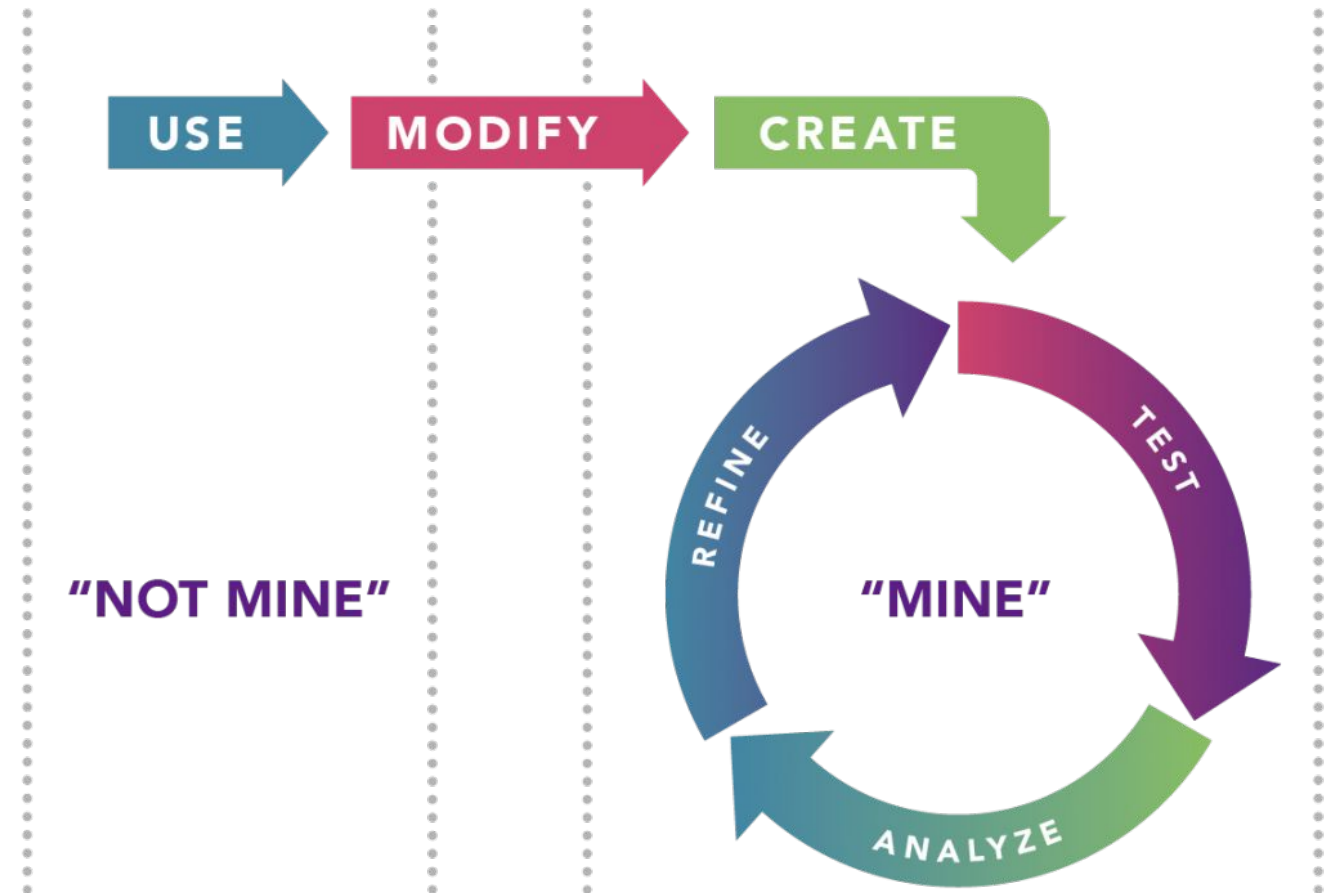 USE
MODIFY
CREATE
TEST
REFINE
"NOT MINE"
"MINE"
ANALYZE